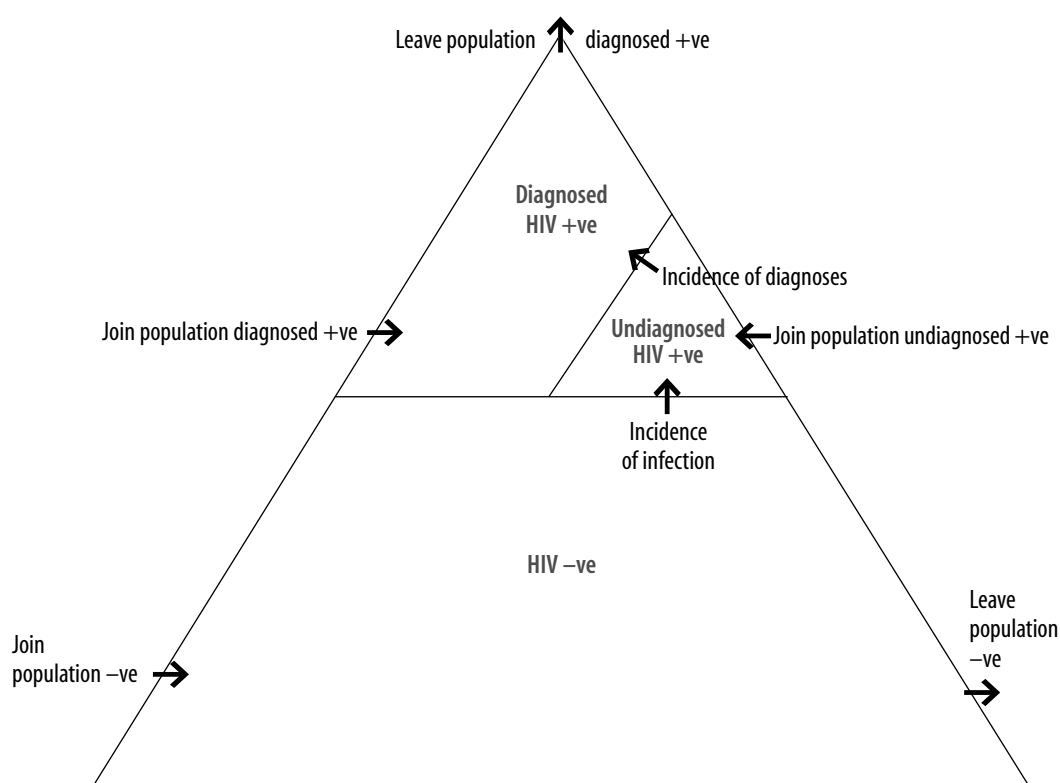 Leave population diagnosed +ve
Diagnosed
HIV +ve
Incidence of diagnoses
Join population diagnosed +ve
Undiagnosed
HIV +ve
Join population undiagnosed +ve
Incidence
of infection
HIV –ve
Join
population –ve
Leave
population
–ve